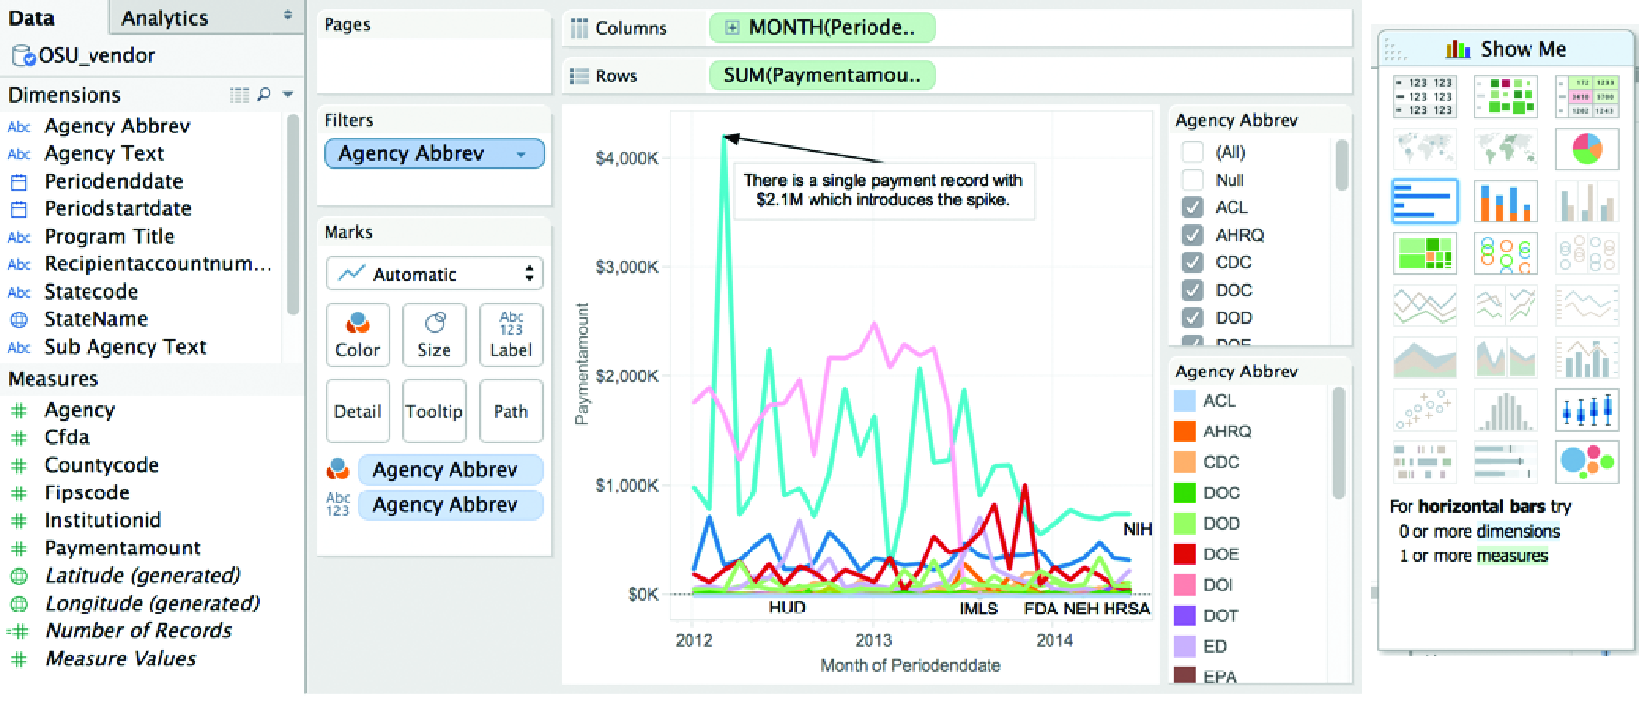 Data
Analytics
OSU_vendor
Dimensions
Abc Agency Abbrev
Abc Agency Text
Periodenddate
Periodstartdate
Abc Program Title
Abc Recipientaccountnum...
Abc Statecode
StateName
Abc Sub Agency Text
Measures
# Agency
# Cfda
# Countycode
# Fipscode
# Institutionid
# Paymentamount
Latitude (generated)
Longitude (generated)
=# Number of Records
# Measure Values
Pages
Filters
Agency Abbrev
Marks
Automatic
Color
Size
Abc
123
Label
Detail
Tooltip
Path
Agency Abbrev
Abc
123
Agency Abbrev
Columns
MONTH(Periode..
Rows
SUM(Paymentamou..
Paymentamount
$4,000K
$3,000K
$2,000K
$1,000K
$0K
There is a single payment record with
$2.1M which introduces the spike.
NIH
HUD
IMLS
FDA
NEH
HRSA
2012
2013
2014
Month of Periodenddate
Agency Abbrev
(All)
Null
ACL
AHRQ
CDC
DOC
DOD
DOE
Agency Abbrev
ACL
AHRQ
CDC
DOC
DOD
DOE
DOI
DOT
ED
EPA
Show Me
123 123
123 123
123 123
For horizontal bars try
0 or more dimensions
1 or more measures